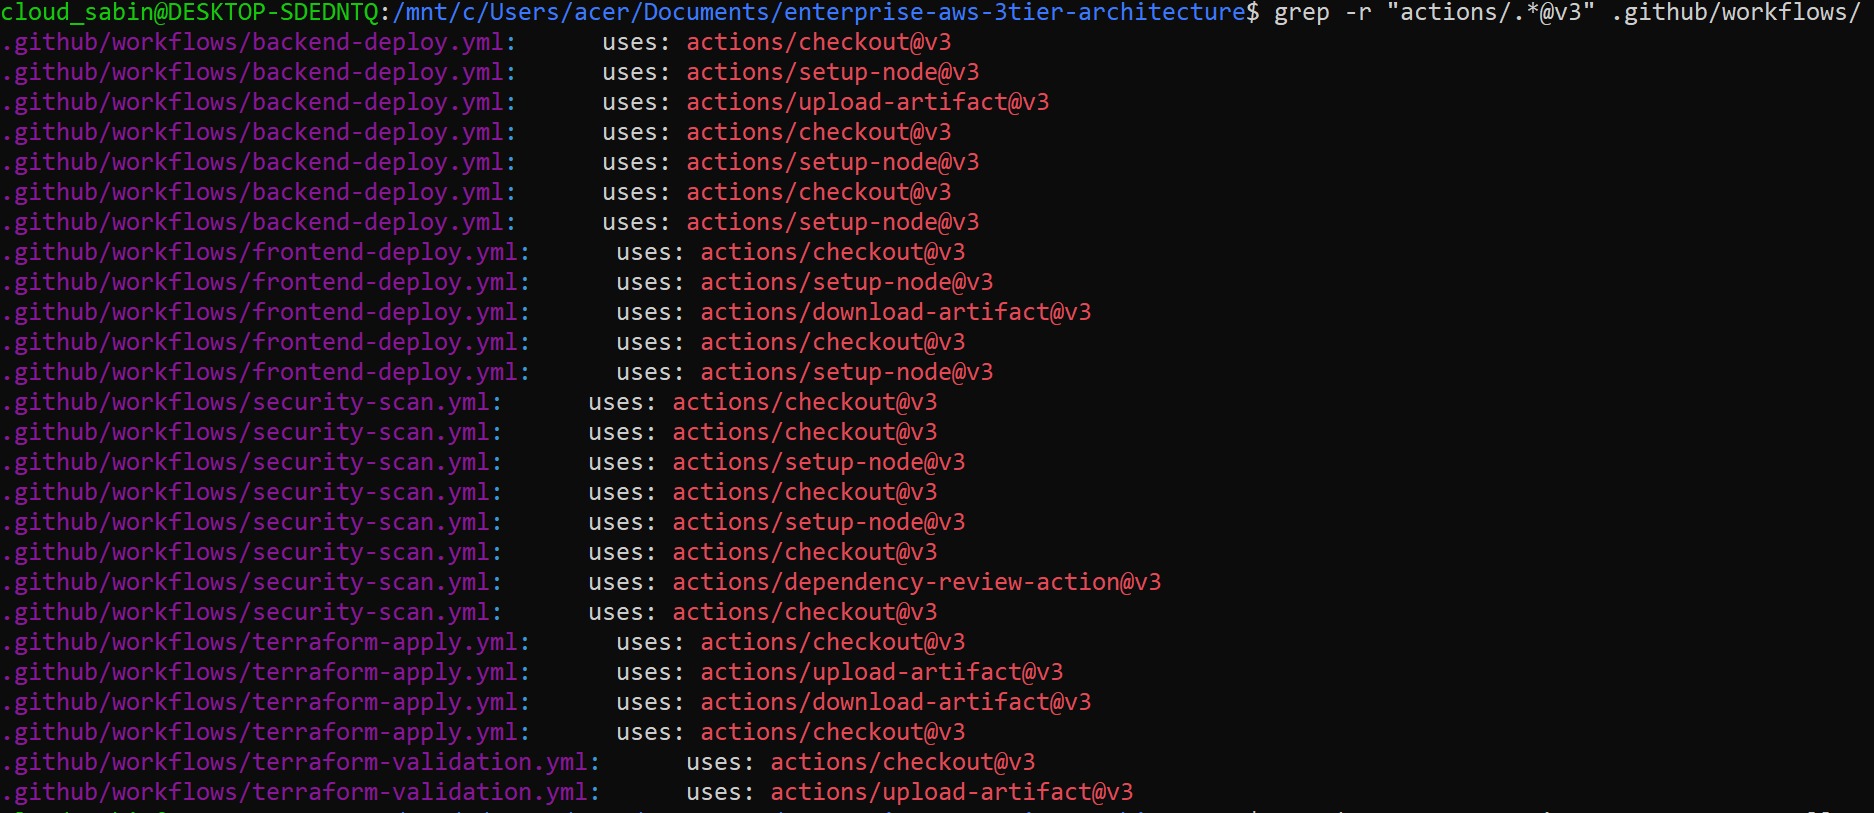 cloud_sabin@DESKTOP-SDEDNTQ:/mnt/c/Users/acer/Documents/enterprise-aws-3tier-architecture$ grep -r "actions/.*@v3" .github/workflows/
.github/workflows/backend-deploy.yml:      uses: actions/checkout@v3
.github/workflows/backend-deploy.yml:      uses: actions/setup-node@v3
.github/workflows/backend-deploy.yml:      uses: actions/upload-artifact@v3
.github/workflows/backend-deploy.yml:      uses: actions/checkout@v3
.github/workflows/backend-deploy.yml:      uses: actions/setup-node@v3
.github/workflows/backend-deploy.yml:      uses: actions/checkout@v3
.github/workflows/backend-deploy.yml:      uses: actions/setup-node@v3
.github/workflows/frontend-deploy.yml:      uses: actions/checkout@v3
.github/workflows/frontend-deploy.yml:      uses: actions/setup-node@v3
.github/workflows/frontend-deploy.yml:      uses: actions/download-artifact@v3
.github/workflows/frontend-deploy.yml:      uses: actions/checkout@v3
.github/workflows/frontend-deploy.yml:      uses: actions/setup-node@v3
.github/workflows/security-scan.yml:      uses: actions/checkout@v3
.github/workflows/security-scan.yml:      uses: actions/checkout@v3
.github/workflows/security-scan.yml:      uses: actions/setup-node@v3
.github/workflows/security-scan.yml:      uses: actions/checkout@v3
.github/workflows/security-scan.yml:      uses: actions/setup-node@v3
.github/workflows/security-scan.yml:      uses: actions/checkout@v3
.github/workflows/security-scan.yml:      uses: actions/dependency-review-action@v3
.github/workflows/security-scan.yml:      uses: actions/checkout@v3
.github/workflows/terraform-apply.yml:      uses: actions/checkout@v3
.github/workflows/terraform-apply.yml:      uses: actions/upload-artifact@v3
.github/workflows/terraform-apply.yml:      uses: actions/download-artifact@v3
.github/workflows/terraform-apply.yml:      uses: actions/checkout@v3
.github/workflows/terraform-validation.yml:      uses: actions/checkout@v3
.github/workflows/terraform-validation.yml:      uses: actions/upload-artifact@v3